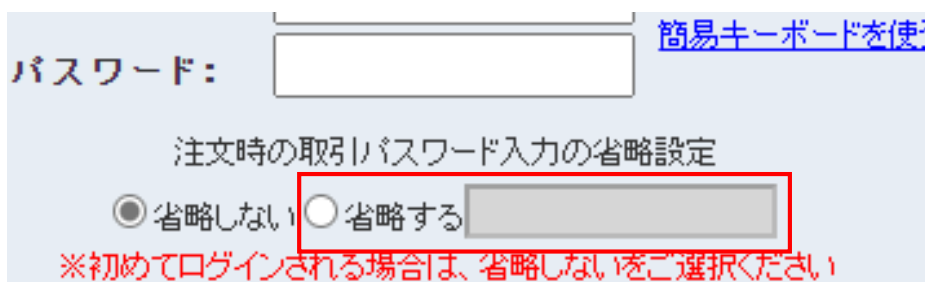 簡易キーボードを使
パスワード:
注文時の取引パスワード入力の省略設定
省略しない 省略する
※初めてログインされる場合は、省略しないをご選択ください